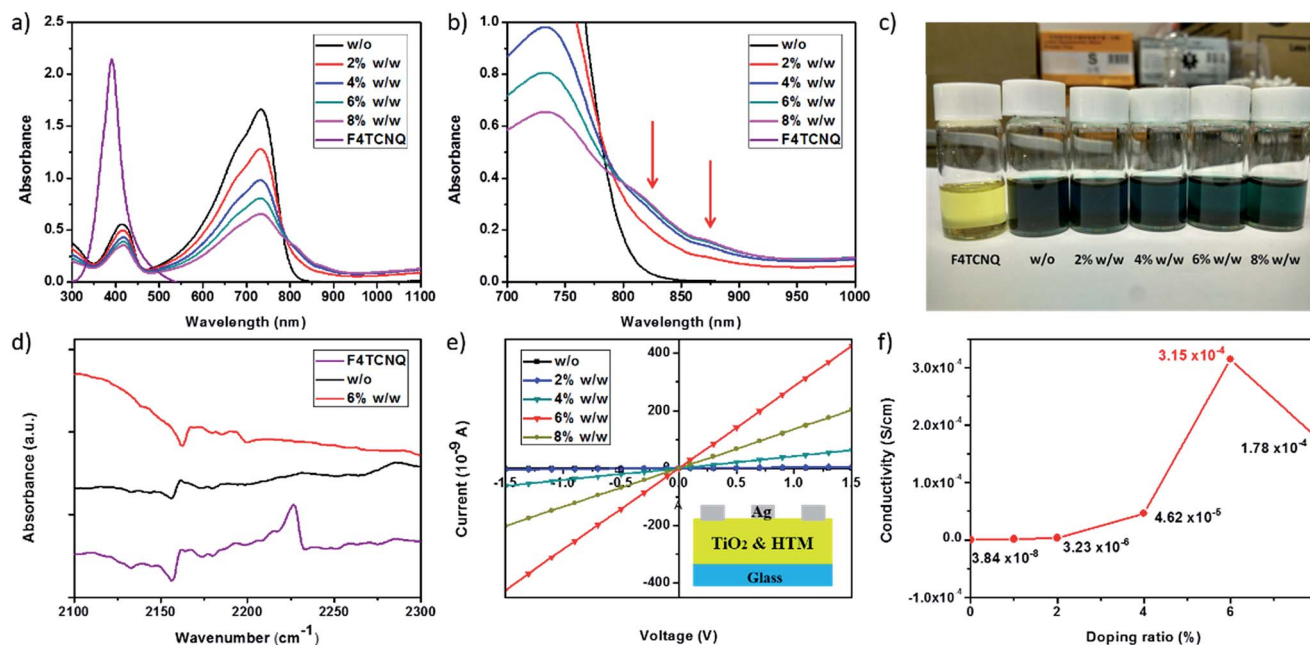 a)
2.5
2.0
1.5
1.0
0.5
0.0
Absorbance
w/o
2% w/w
4% w/w
6% w/w
8% w/w
F4TCNQ
300 400 500 600 700 800 900 1000 1100
Wavelength (nm)
b)
1.0
0.8
0.6
0.4
0.2
0.0
Absorbance
w/o
2% w/w
4% w/w
6% w/w
8% w/w
F4TCNQ
700 750 800 850 900 950 1000
Wavelength (nm)
c)
S
F4TCNQ w/o 2% w/w 4% w/w 6% w/w 8% w/w
d)
Absorbance (a.u.)
F4TCNQ
w/o
6% w/w
2100 2150 2200 2250 2300
Wavenumber (cm⁻¹)
e)
Current (10⁻⁹ A)
w/o
2% w/w
4% w/w
6% w/w
8% w/w
400
200
0
-200
-400
-1.5 -1.0 -0.5 0.0 0.5 1.0 1.5
A
Ag
TiO₂ & HTM
Glass
Voltage (V)
f)
Conductivity (S/cm)
3.0x10⁻⁴
2.0x10⁻⁴
1.0x10⁻⁴
0.0
-1.0x10⁻⁴
3.84 x10⁻⁸
3.23 x10⁻⁶
4.62 x10⁻⁵
3.15 x10⁻⁴
1.78 x10⁻⁴
0 2 4 6
Doping ratio (%)